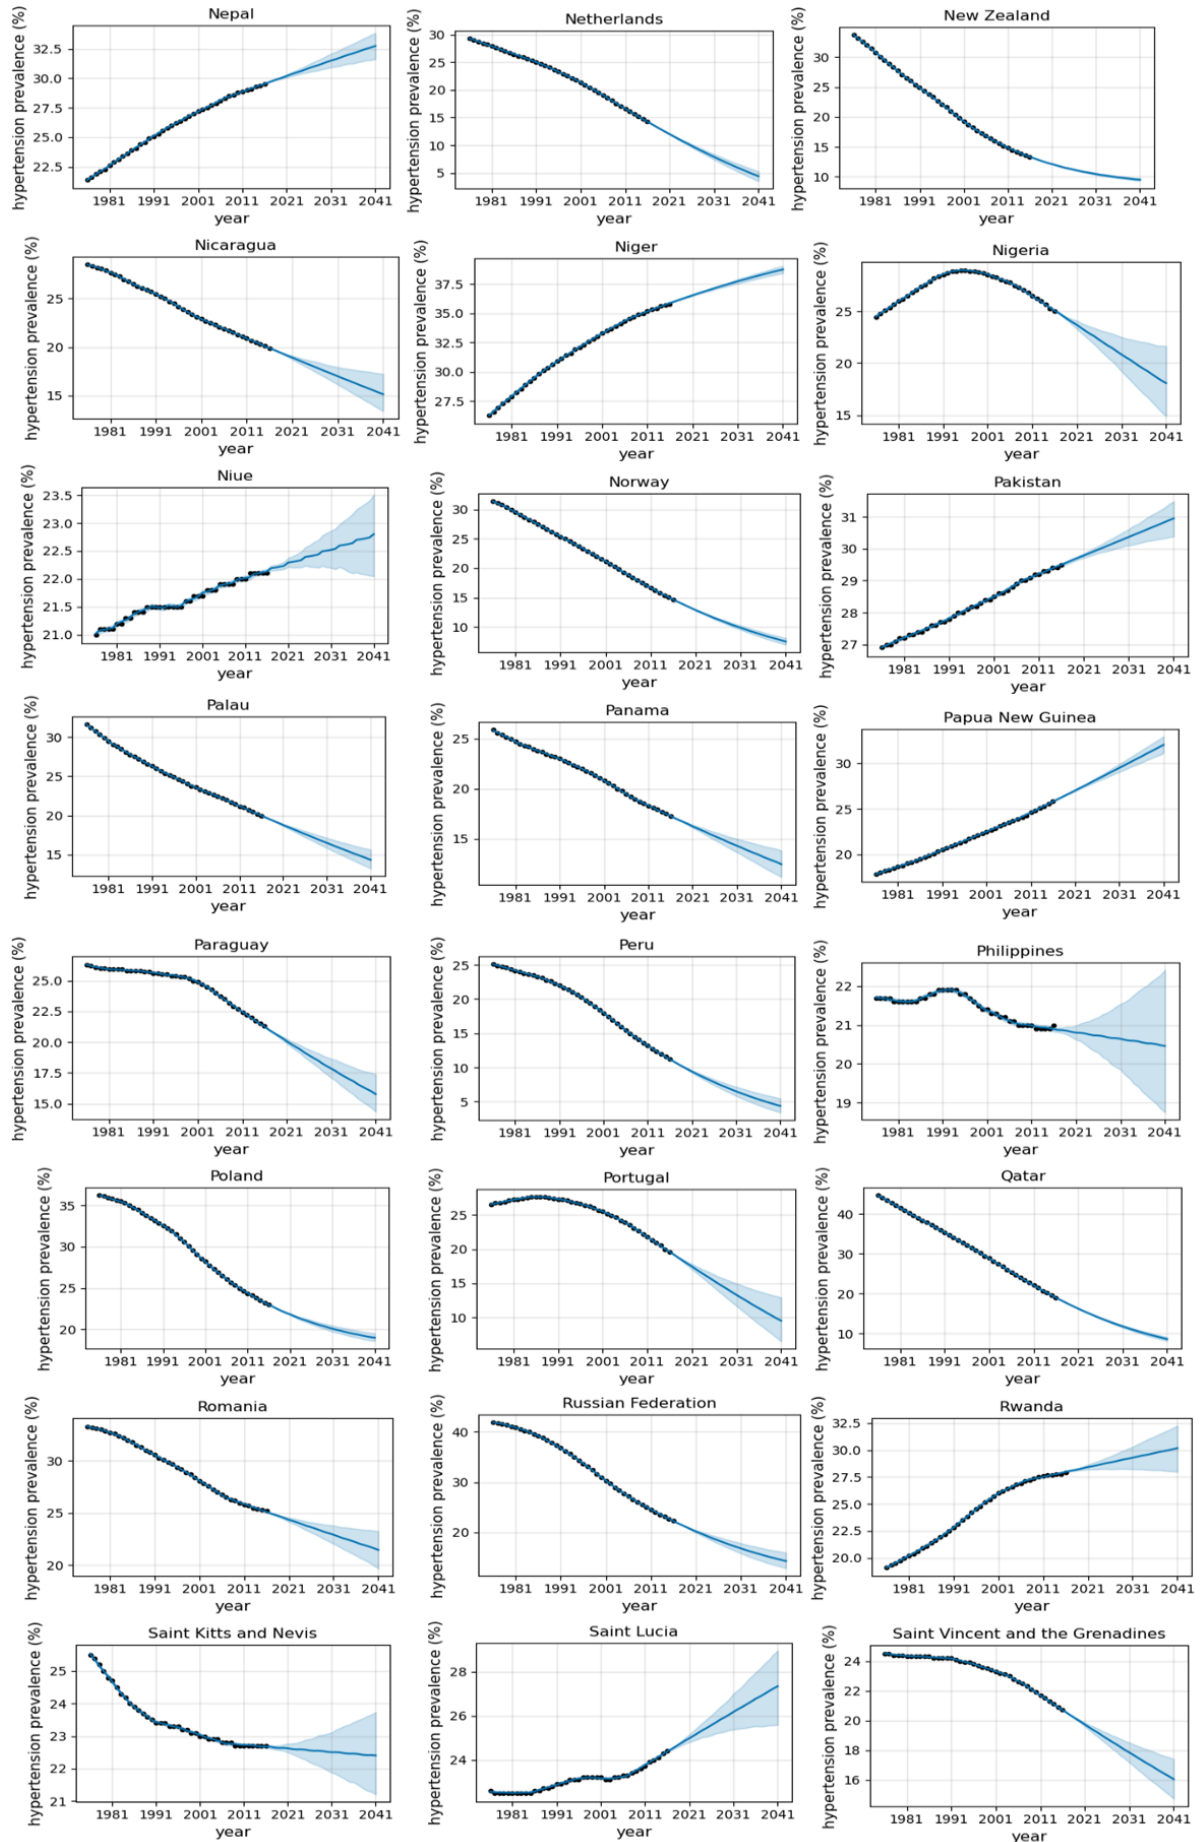 Nepal
hypertension prevalence (%)
32.5
30.0
27.5
25.0
22.5
1981 1991 2001 2011 2021 2031 2041
year
Netherlands
hypertension prevalence (%)
30
25
20
15
10
5
1981 1991 2001 2011 2021 2031 2041
year
New Zealand
hypertension prevalence (%)
30
25
20
15
10
1981 1991 2001 2011 2021 2031 2041
year
Nicaragua
hypertension prevalence (%)
25
20
15
1981 1991 2001 2011 2021 2031 2041
year
Niger
hypertension prevalence (%)
37.5
35.0
32.5
30.0
27.5
1981 1991 2001 2011 2021 2031 2041
year
Nigeria
hypertension prevalence (%)
25
20
15
1981 1991 2001 2011 2021 2031 2041
year
Niue
hypertension prevalence (%)
23.5
23.0
22.5
22.0
21.5
21.0
1981 1991 2001 2011 2021 2031 2041
year
Norway
hypertension prevalence (%)
30
25
20
15
10
1981 1991 2001 2011 2021 2031 2041
year
Pakistan
hypertension prevalence (%)
31
30
29
28
27
1981 1991 2001 2011 2021 2031 2041
year
Palau
hypertension prevalence (%)
30
25
20
15
1981 1991 2001 2011 2021 2031 2041
year
Panama
hypertension prevalence (%)
25
20
15
1981 1991 2001 2011 2021 2031 2041
year
Papua New Guinea
hypertension prevalence (%)
30
25
20
1981 1991 2001 2011 2021 2031 2041
year
Paraguay
hypertension prevalence (%)
25.0
22.5
20.0
17.5
15.0
1981 1991 2001 2011 2021 2031 2041
year
Peru
hypertension prevalence (%)
25
20
15
10
5
1981 1991 2001 2011 2021 2031 2041
year
Philippines
hypertension prevalence (%)
22
21
20
19
1981 1991 2001 2011 2021 2031 2041
year
Poland
hypertension prevalence (%)
35
30
25
20
1981 1991 2001 2011 2021 2031 2041
year
Portugal
hypertension prevalence (%)
25
20
15
10
1981 1991 2001 2011 2021 2031 2041
year
Qatar
hypertension prevalence (%)
40
30
20
10
1981 1991 2001 2011 2021 2031 2041
year
Romania
hypertension prevalence (%)
30
25
20
1981 1991 2001 2011 2021 2031 2041
year
Russian Federation
hypertension prevalence (%)
40
30
20
1981 1991 2001 2011 2021 2031 2041
year
Rwanda
hypertension prevalence (%)
32.5
30.0
27.5
25.0
22.5
20.0
1981 1991 2001 2011 2021 2031 2041
year
Saint Kitts and Nevis
hypertension prevalence (%)
25
24
23
22
21
1981 1991 2001 2011 2021 2031 2041
year
Saint Lucia
hypertension prevalence (%)
28
26
24
1981 1991 2001 2011 2021 2031 2041
year
Saint Vincent and the Grenadines
hypertension prevalence (%)
24
22
20
18
16
1981 1991 2001 2011 2021 2031 2041
year